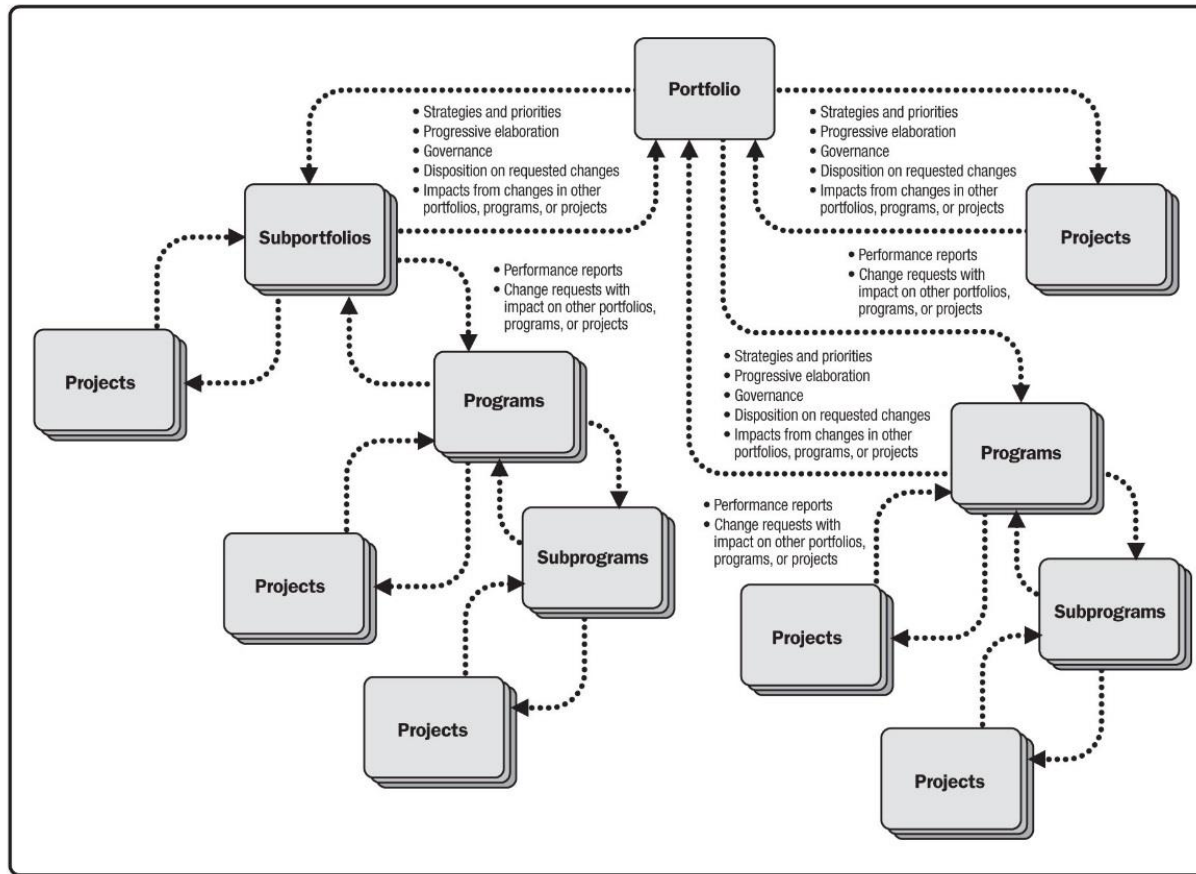 Portfolio
• Strategies and priorities
• Progressive elaboration
• Governance
• Disposition on requested changes
• Impacts from changes in other
portfolios, programs, or projects
• Strategies and priorities
• Progressive elaboration
• Governance
• Disposition on requested changes
• Impacts from changes in other
portfolios, programs, or projects
Subportfolios
Projects
• Performance reports
• Change requests with
impact on other portfolios,
programs, or projects
• Performance reports
• Change requests with
impact on other portfolios,
programs, or projects
Projects
Programs
• Strategies and priorities
• Progressive elaboration
• Governance
• Disposition on requested changes
• Impacts from changes in other
portfolios, programs, or projects
Programs
• Performance reports
• Change requests with
impact on other portfolios,
programs, or projects
Projects
Subprograms
Projects
Subprograms
Projects
Projects